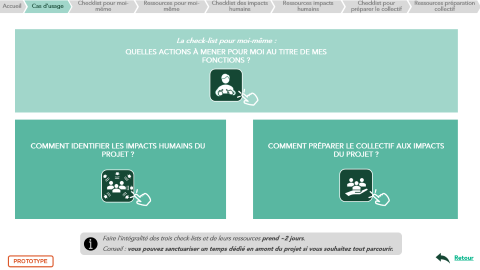 Accueil
Cas d'usage
Checklist pour moi-
même
Ressources pour moi-
même
Checklist des impacts
humains
Ressources impacts
humains
Checklist pour
préparer le collectif
Ressources préparation
collectif
La check-list pour moi-même :
QUELLES ACTIONS À MENER POUR MOI AU TITRE DE MES
FONCTIONS ?
COMMENT IDENTIFIER LES IMPACTS HUMAINS DU
PROJET ?
COMMENT PRÉPARER LE COLLECTIF AUX IMPACTS
DU PROJET ?
Faire l'intégralité des trois check-lists et de leurs ressources prend ~2 jours.
Conseil : vous pouvez sanctuariser un temps dédié en amont du projet si vous souhaitez tout parcourir.
PROTOTYPE
Retour